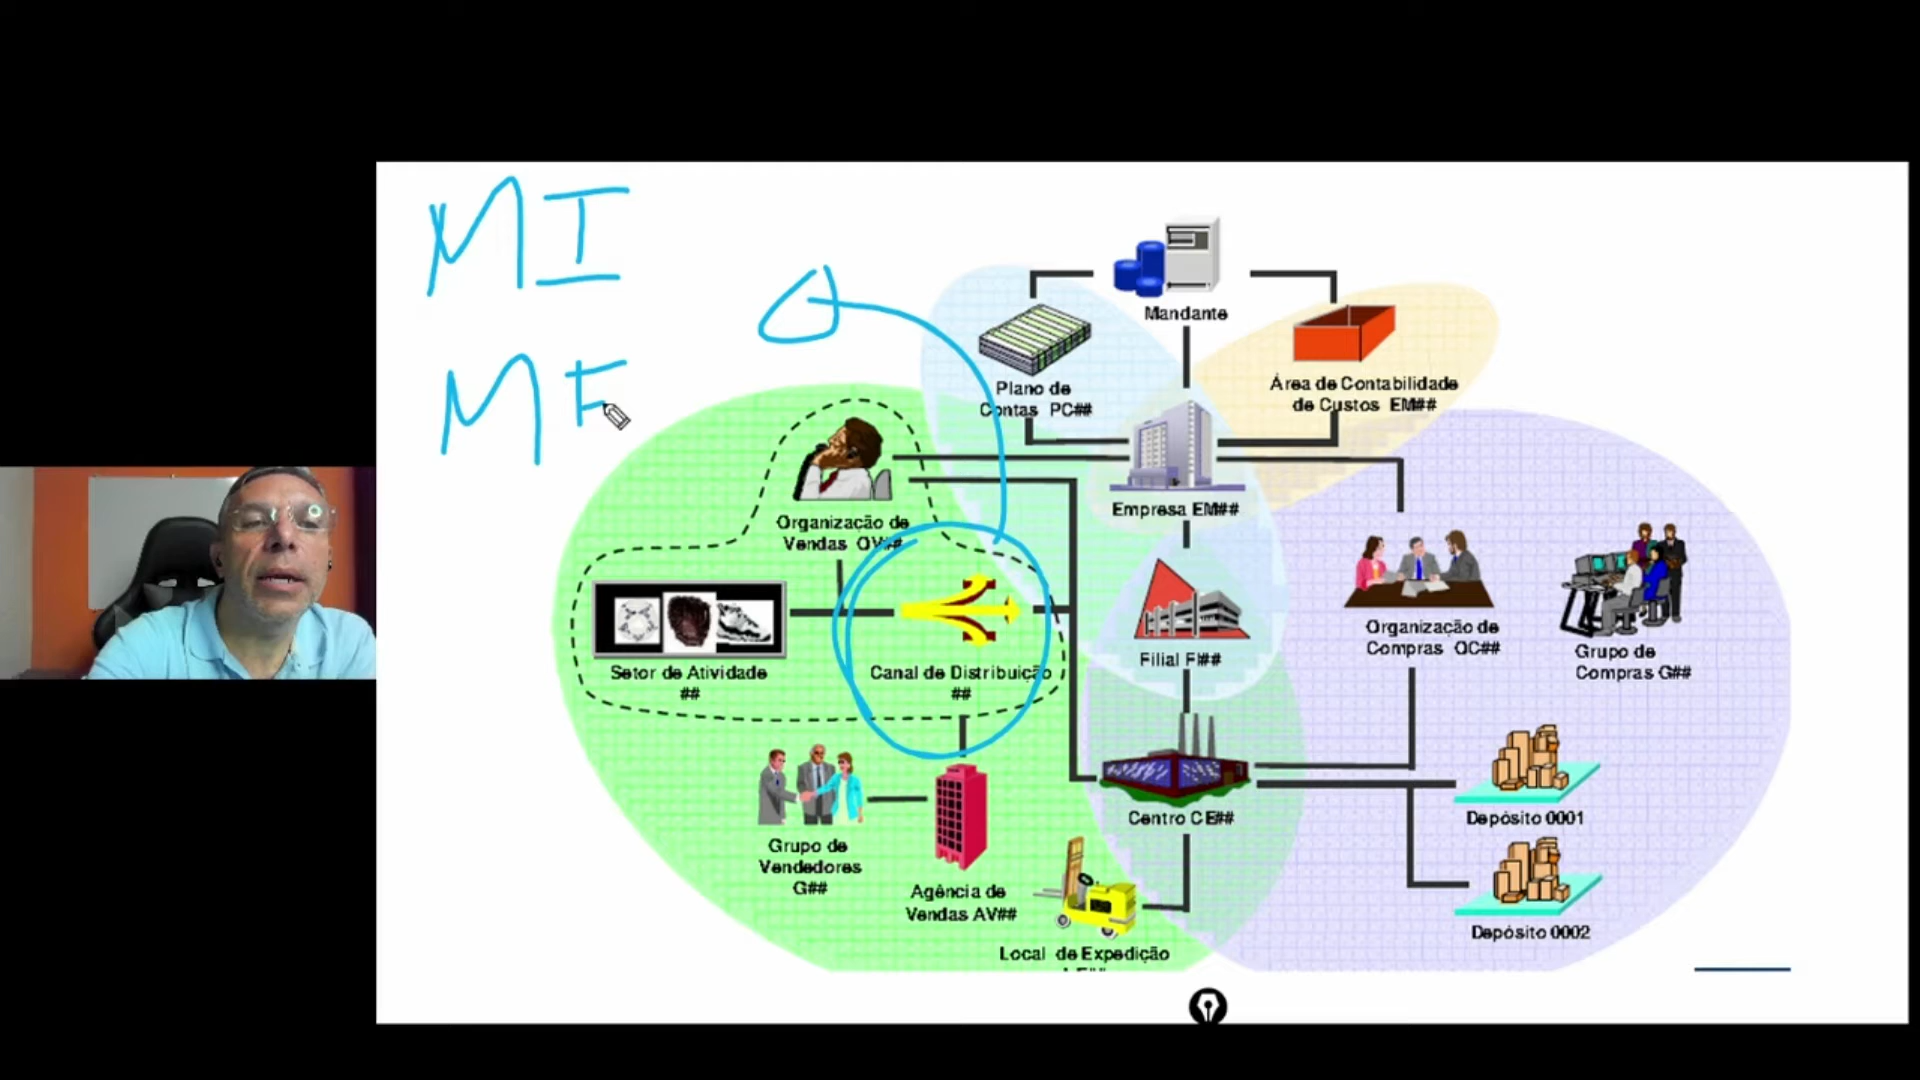 MI
ME
Mandante
Plano de
Contas PC##
Área de Contabilidade
de Custos EM##
Empresa EM##
Organização de
Vendas OV##
Setor de Atividade
##
Canal de Distribuição
##
Filial FI##
Organização de
Compras OC##
Grupo de
Compras G##
Centro CE##
Depósito 0001
Grupo de
Vendedores
G##
Agência de
Vendas AV##
Local de Expedição
Depósito 0002